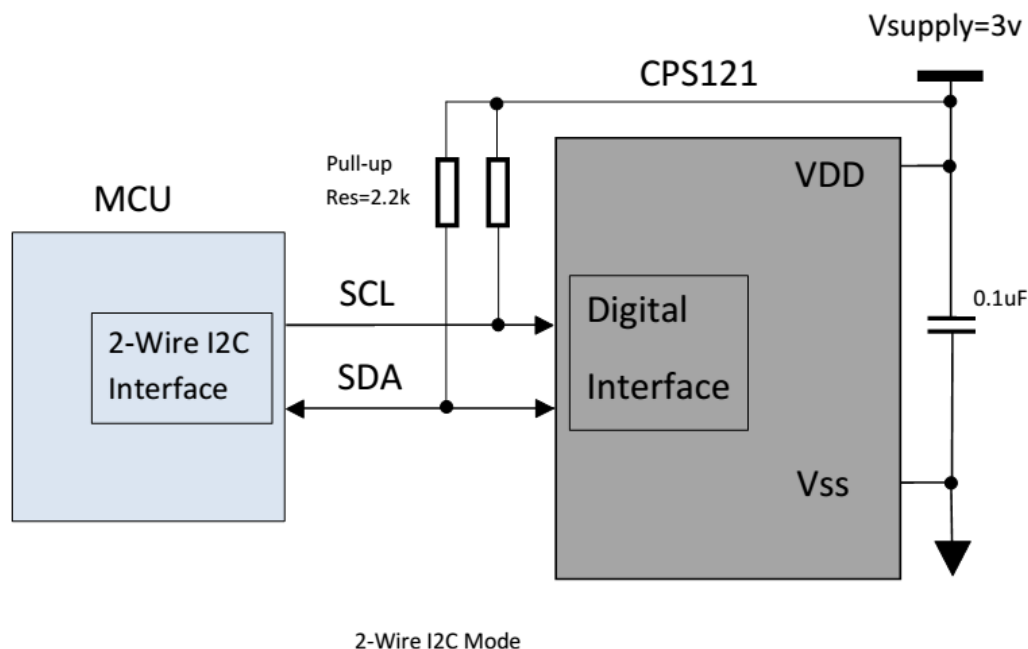 Vsupply=3v
CPS121
Pull-up
Res=2.2k
VDD
MCU
SCL
0.1uF
Digital
Interface
2-Wire I2C
Interface
SDA
Vss
2-Wire I2C Mode